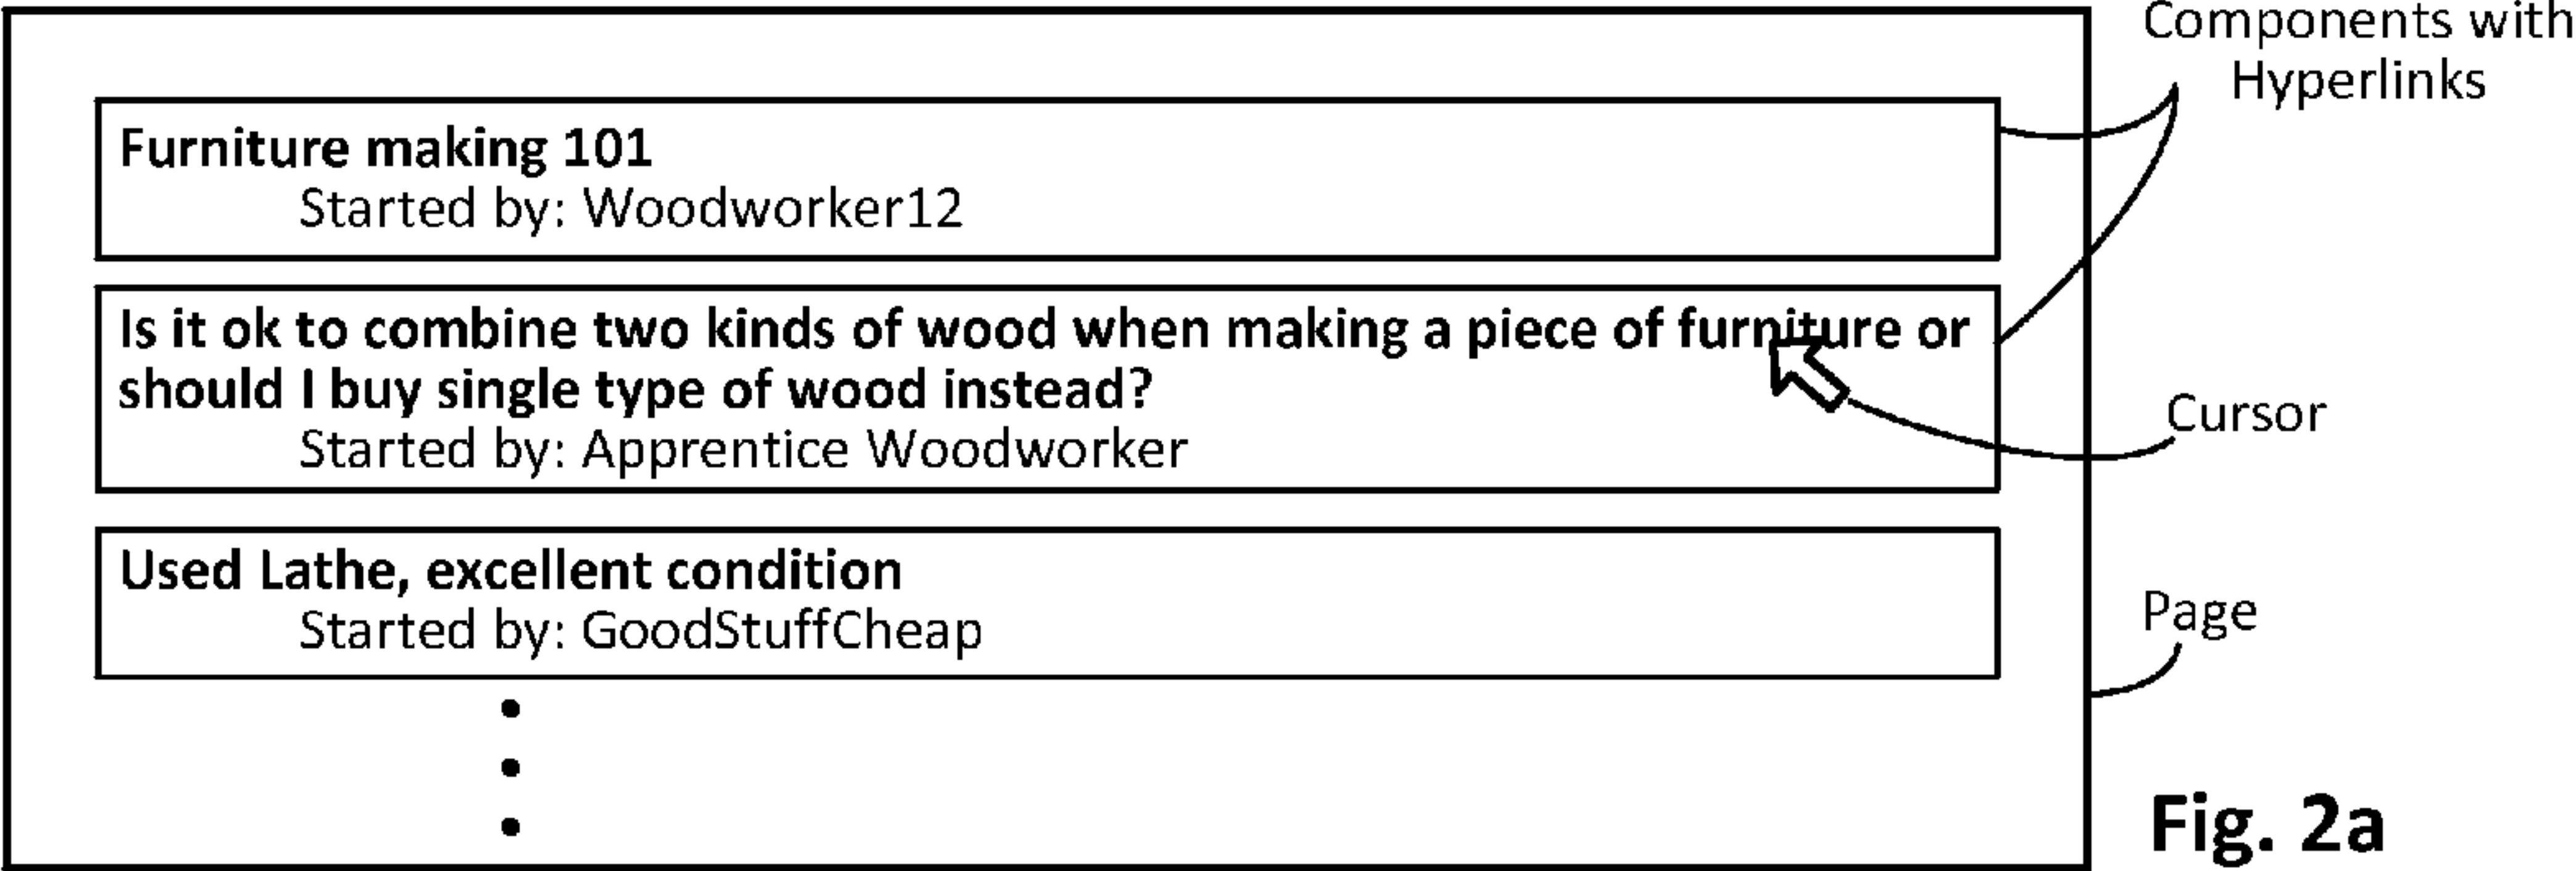 Components with
Hyperlinks
Furniture making 101
Started by: Woodworker12
Is it ok to combine two kinds of wood when making a piece of furniture or
should I buy single type of wood instead?
Started by: Apprentice Woodworker
Cursor
Used Lathe, excellent condition
Started by: GoodStuffCheap
Page
Fig. 2a